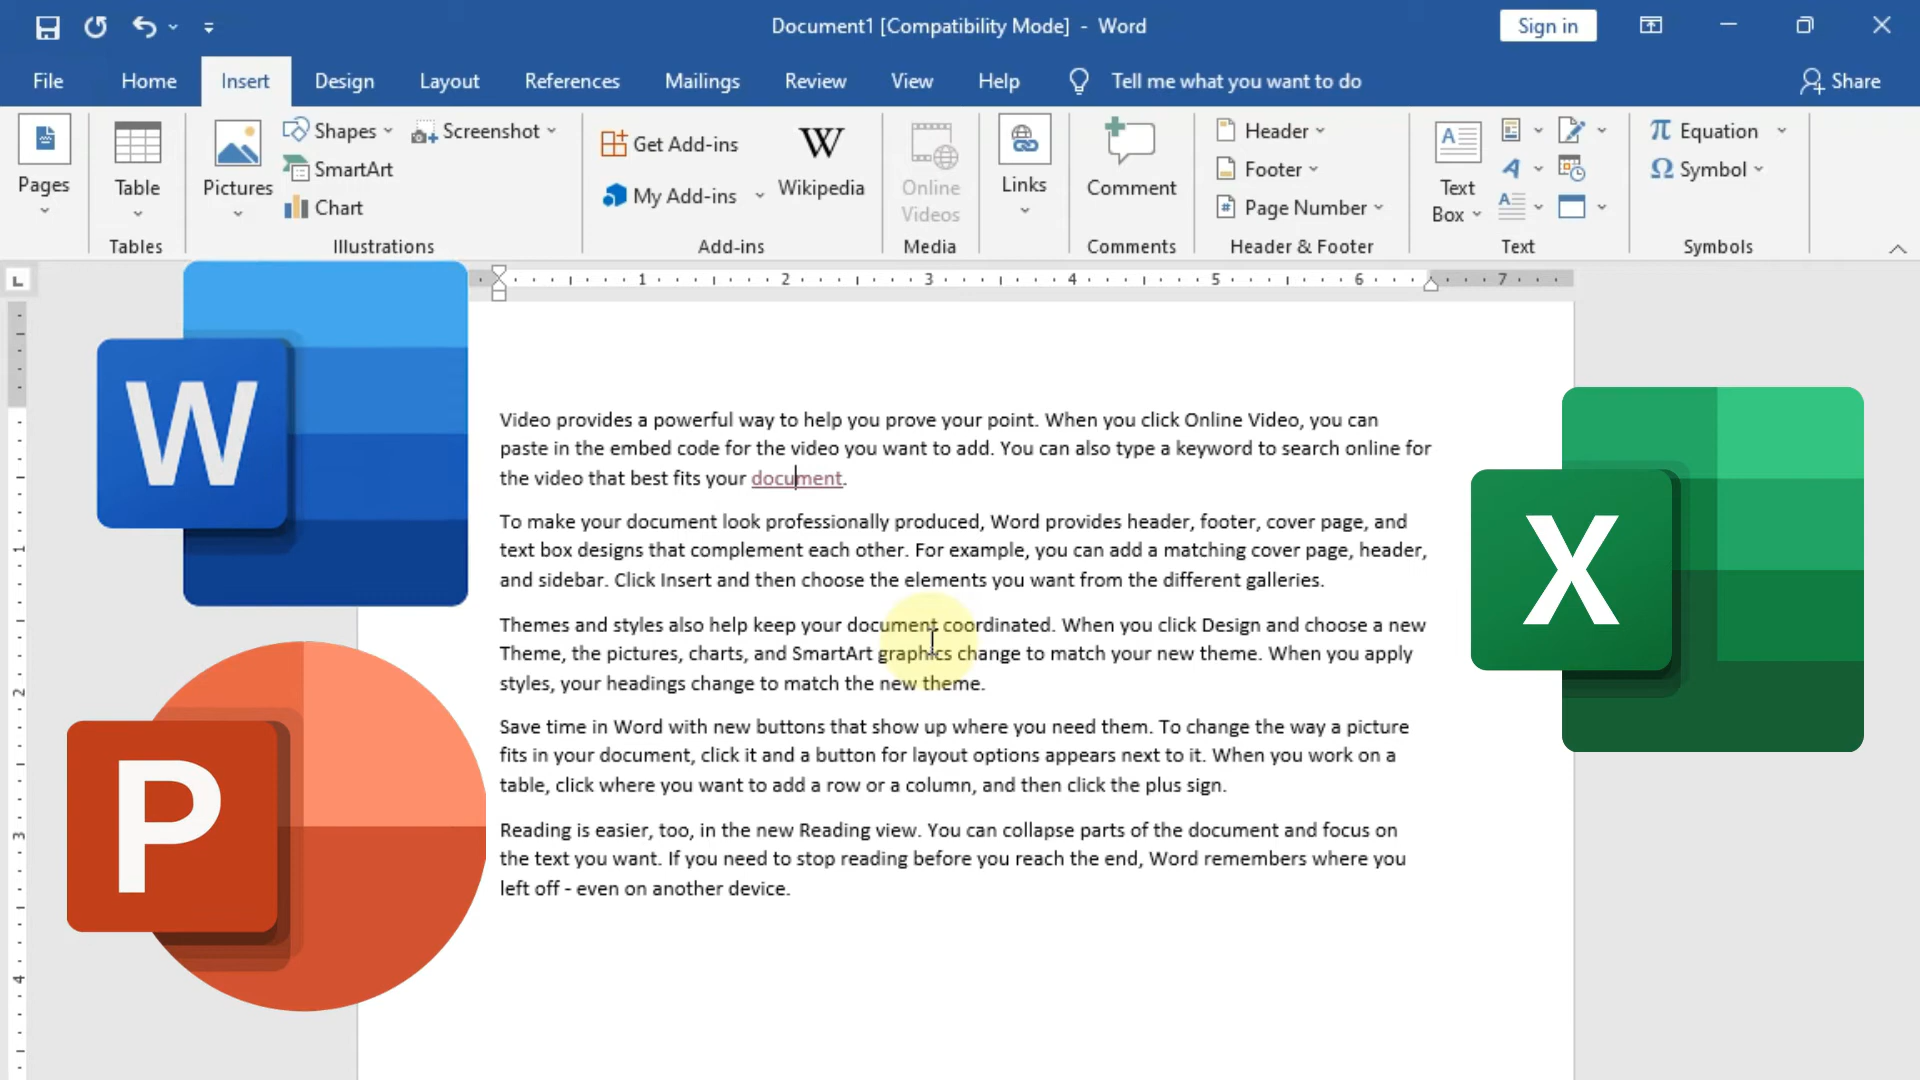 Document1 [Compatibility Mode] - Word
Sign in
File Home Insert Design Layout References Mailings Review View Help Tell me what you want to do Share
Pages
Table
Tables
Pictures
Shapes
SmartArt
Chart
Screenshot
Illustrations
Get Add-ins
My Add-ins
W
Wikipedia
Add-ins
Online
Videos
Media
Links
Comment
Comments
Header
Footer
# Page Number
Header & Footer
A
Text
Box
A
A
Text
π Equation
Ω Symbol
Symbols
L
1 2 3 4 5 6 7
W
Video provides a powerful way to help you prove your point. When you click Online Video, you can
paste in the embed code for the video you want to add. You can also type a keyword to search online for
the video that best fits your document.
To make your document look professionally produced, Word provides header, footer, cover page, and
text box designs that complement each other. For example, you can add a matching cover page, header,
and sidebar. Click Insert and then choose the elements you want from the different galleries.
X
Themes and styles also help keep your document coordinated. When you click Design and choose a new
Theme, the pictures, charts, and SmartArt graphics change to match your new theme. When you apply
styles, your headings change to match the new theme.
P
Save time in Word with new buttons that show up where you need them. To change the way a picture
fits in your document, click it and a button for layout options appears next to it. When you work on a
table, click where you want to add a row or a column, and then click the plus sign.
Reading is easier, too, in the new Reading view. You can collapse parts of the document and focus on
the text you want. If you need to stop reading before you reach the end, Word remembers where you
left off - even on another device.
1
2
3
4